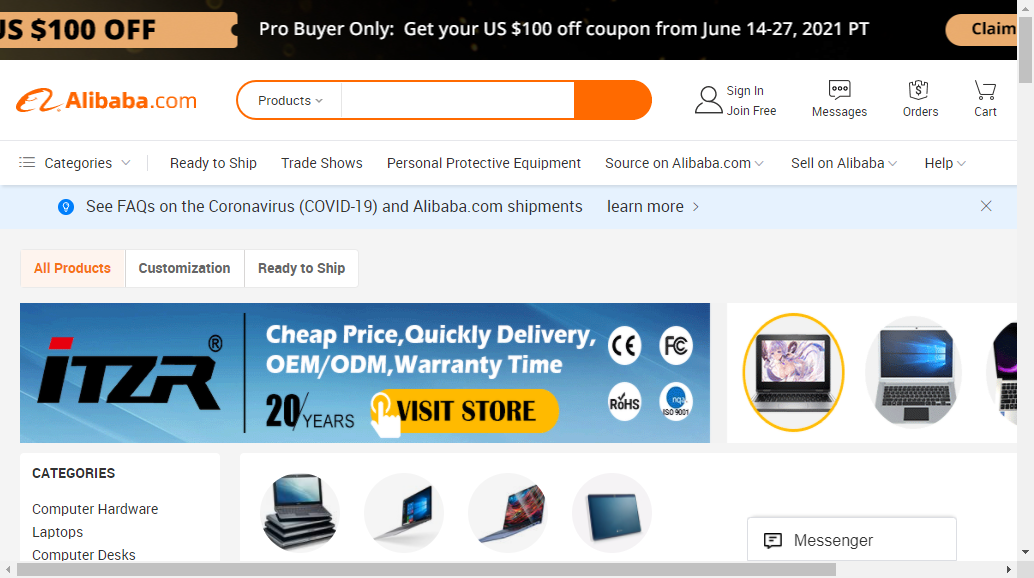 US $100 OFF
Pro Buyer Only: Get your US $100 off coupon from June 14-27, 2021 PT
Claim
Alibaba.com
Products
Sign In
Join Free
Messages
Orders
Cart
Categories
Ready to Ship
Trade Shows
Personal Protective Equipment
Source on Alibaba.com
Sell on Alibaba
Help
See FAQs on the Coronavirus (COVID-19) and Alibaba.com shipments
learn more
All Products
Customization
Ready to Ship
iTZR®
Cheap Price,Quickly Delivery,
OEM/ODM,Warranty Time
20/YEARS
VISIT STORE
CE
FC
RoHS
nqa.
ISO 9001
CATEGORIES
Computer Hardware
Laptops
Computer Desks
Messenger